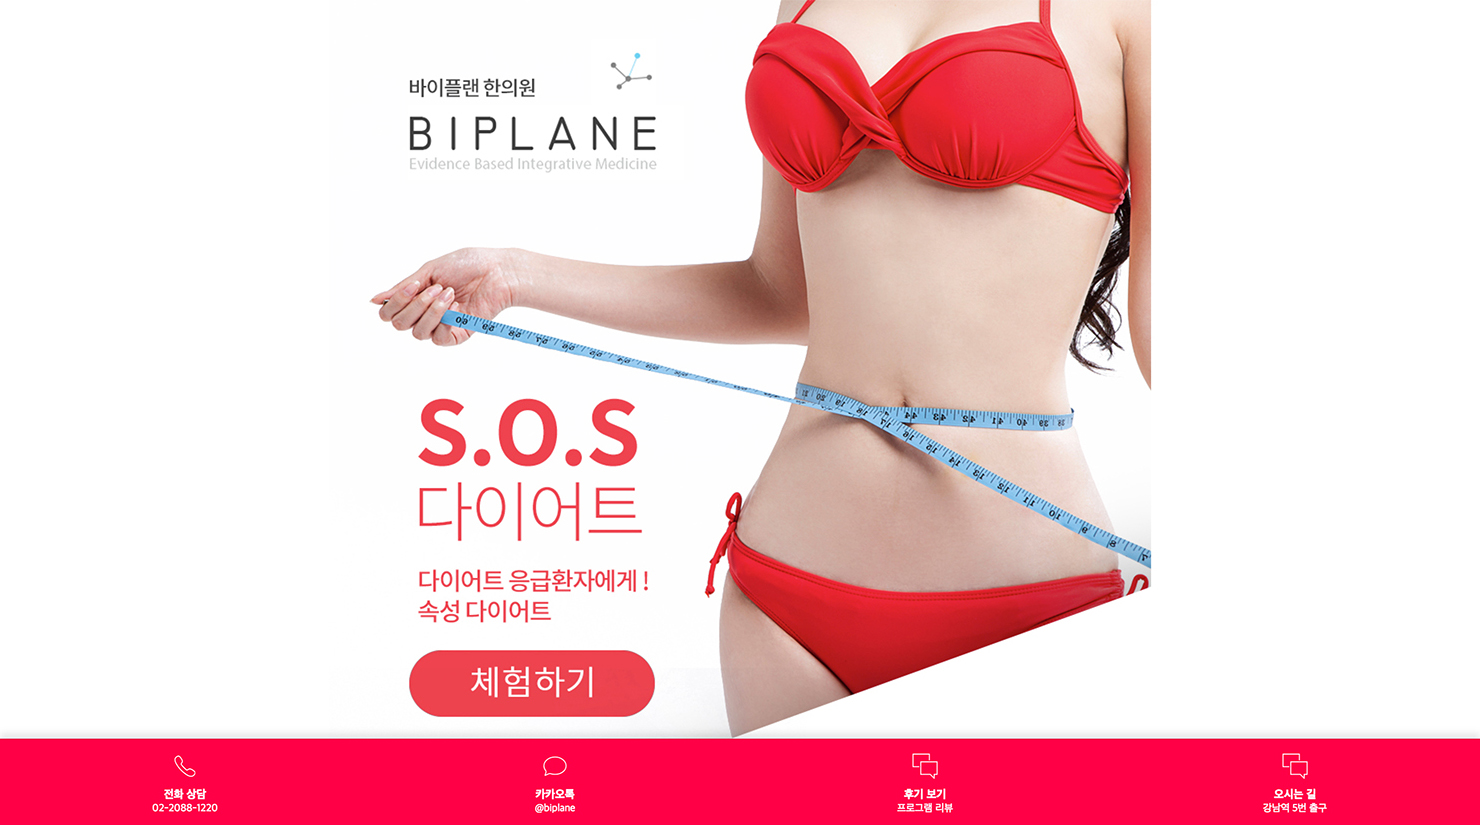 바이플랜 한의원
BIPLANE
Evidence Based Integrative Medicine
S.O.S
다이어트
다이어트 응급환자에게 !
속성 다이어트
체험하기
전화 상담
02-2088-1220
카카오톡
@biplane
후기 보기
프로그램 리뷰
오시는 길
강남역 5번 출구